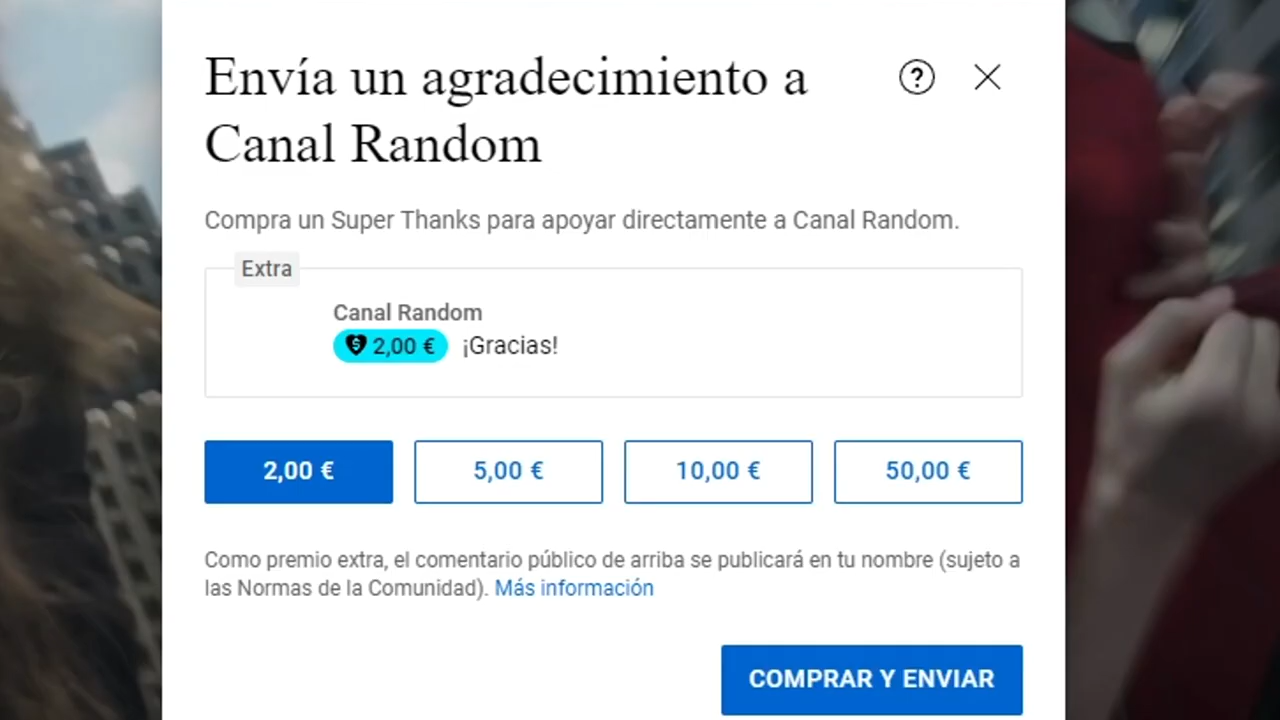 Envía un agradecimiento a
Canal Random
Compra un Super Thanks para apoyar directamente a Canal Random.
Extra
Canal Random
2,00 € ¡Gracias!
2,00 € 5,00 € 10,00 € 50,00 €
Como premio extra, el comentario público de arriba se publicará en tu nombre (sujeto a
las Normas de la Comunidad). Más información
COMPRAR Y ENVIAR